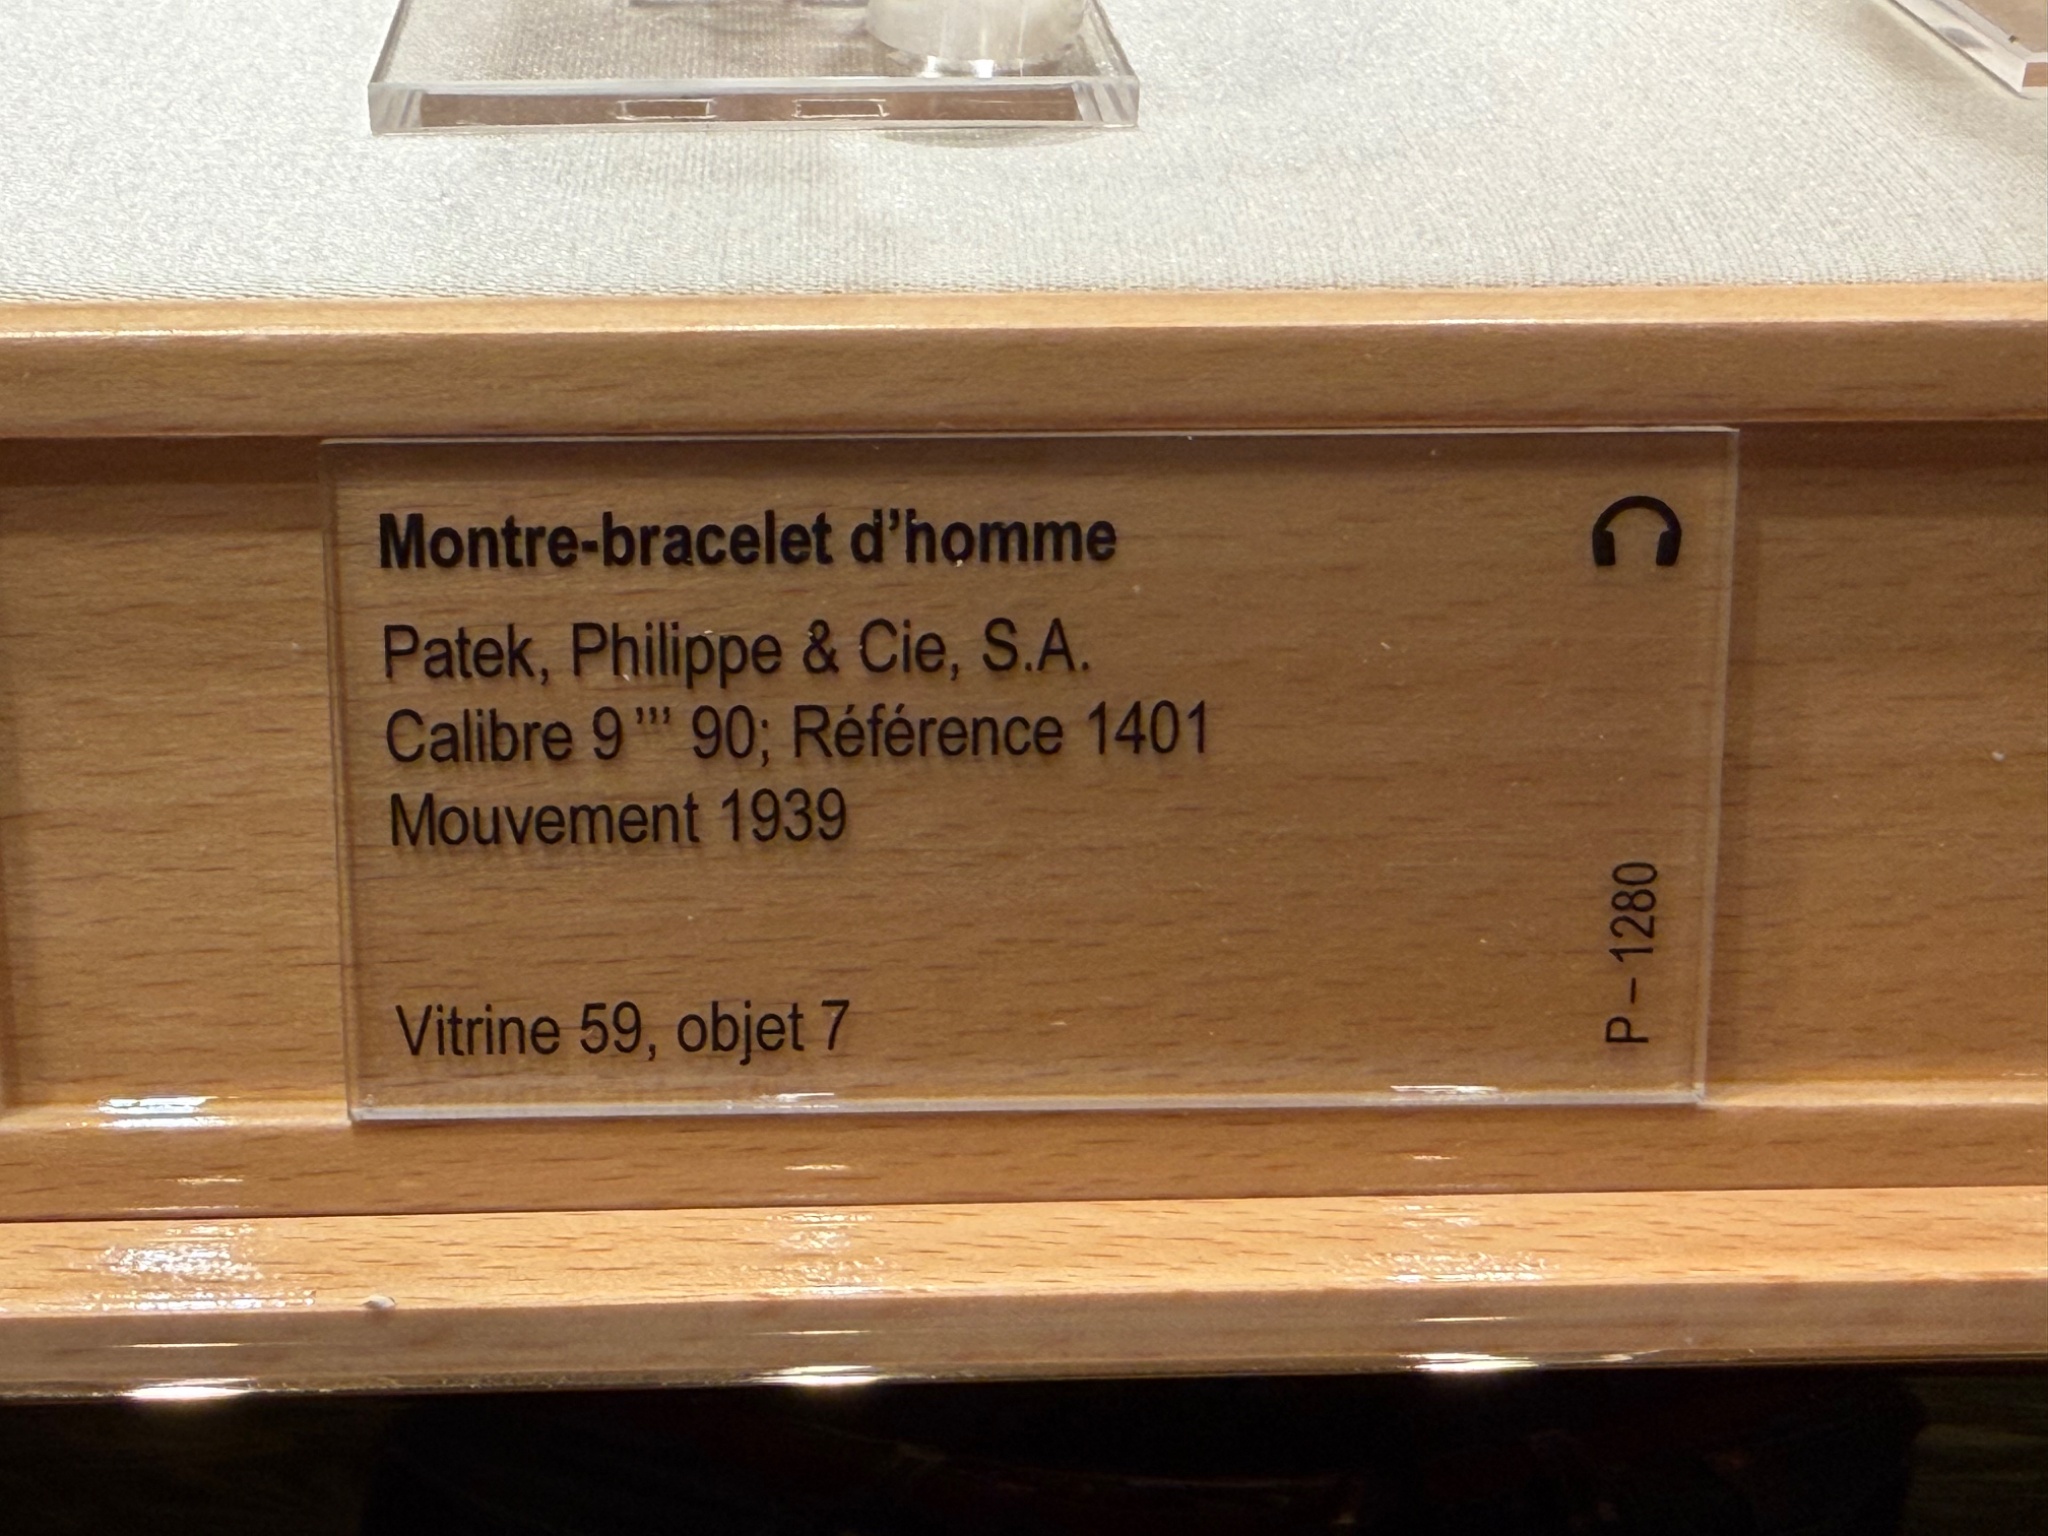 Montre-bracelet d’homme
Patek, Philippe & Cie, S.A.
Calibre 9 ’’’ 90; Référence 1401
Mouvement 1939
Vitrine 59, objet 7
P – 1280